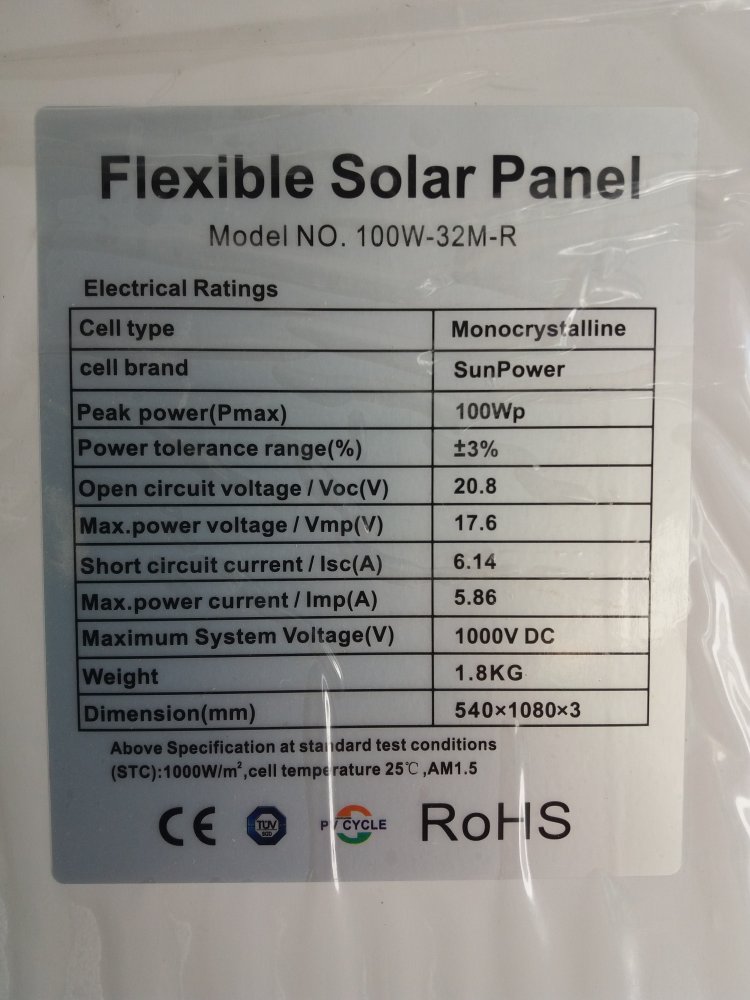 Flexible Solar Panel
Model NO. 100W-32M-R
Electrical Ratings
Cell type Monocrystalline
cell brand SunPower
Peak power(Pmax) 100Wp
Power tolerance range(%) ±3%
Open circuit voltage / Voc(V) 20.8
Max.power voltage / Vmp(V) 17.6
Short circuit current / Isc(A) 6.14
Max.power current / Imp(A) 5.86
Maximum System Voltage(V) 1000V DC
Weight 1.8KG
Dimension(mm) 540×1080×3
Above Specification at standard test conditions
(STC):1000W/m²,cell temperature 25℃,AM1.5
CE TÜV PV CYCLE RoHS